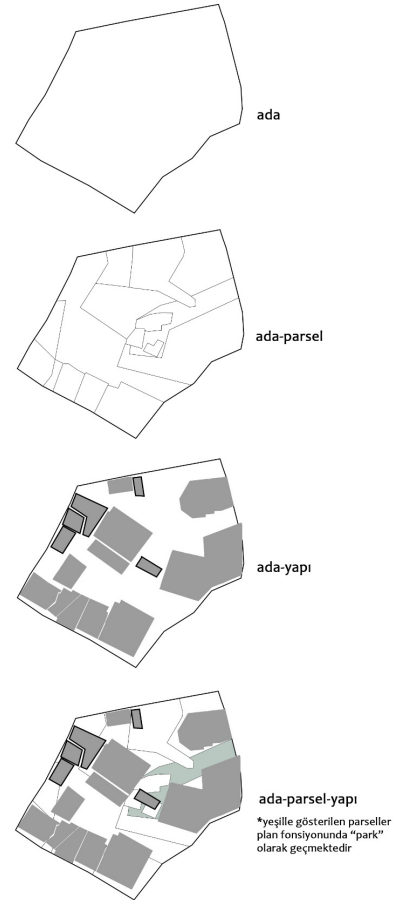 ada
ada-parsel
ada-yapı
ada-parsel-yapı
*yeşille gösterilen parseller
plan fonsiyonunda “park”
olarak geçmektedir